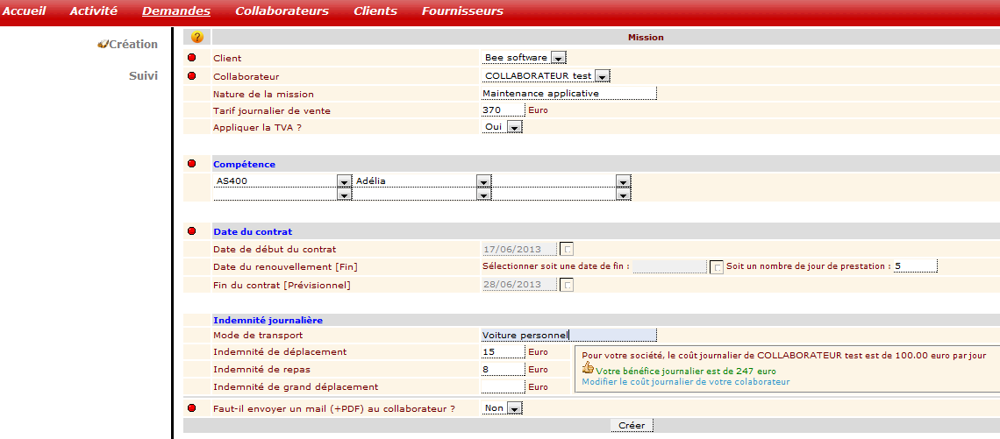 Accueil Activité Demandes Collaborateurs Clients Fournisseurs
Création
Suivi
? Mission
Client Bee software
Collaborateur COLLABORATEUR test
Nature de la mission Maintenance applicative
Tarif journalier de vente 370 Euro
Appliquer la TVA ? Oui
Compétence
AS400 Adélia
Date du contrat
Date de début du contrat 17/06/2013
Date du renouvellement [Fin] Sélectionner soit une date de fin : Soit un nombre de jour de prestation : 5
Fin du contrat [Prévisionnel] 28/06/2013
Indemnité journalière
Mode de transport Voiture personnel
Indemnité de déplacement 15 Euro
Indemnité de repas 8 Euro
Indemnité de grand déplacement Euro
Pour votre société, le coût journalier de COLLABORATEUR test est de 100.00 euro par jour
Votre bénéfice journalier est de 247 euro
Modifier le coût journalier de votre colaborateur
Faut-il envoyer un mail (+PDF) au collaborateur ? Non
Créer